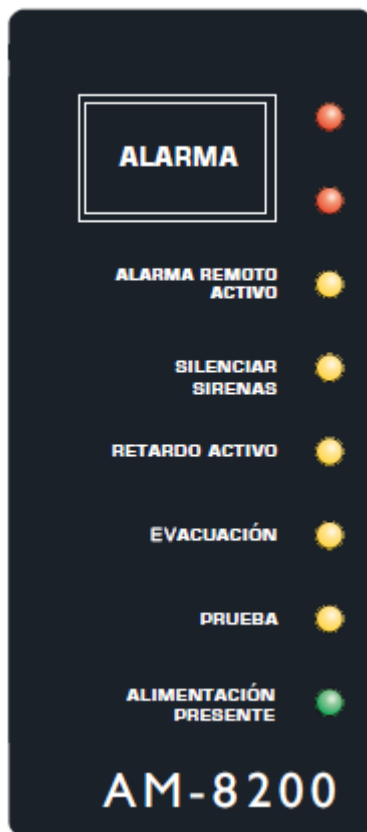 ALARMA
ALARMA REMOTO
ACTIVO
SILENCIAR
SIRENAS
RETARDO ACTIVO
EVACUACIÓN
PRUEBA
ALIMENTACIÓN
PRESENTE
AM-8200